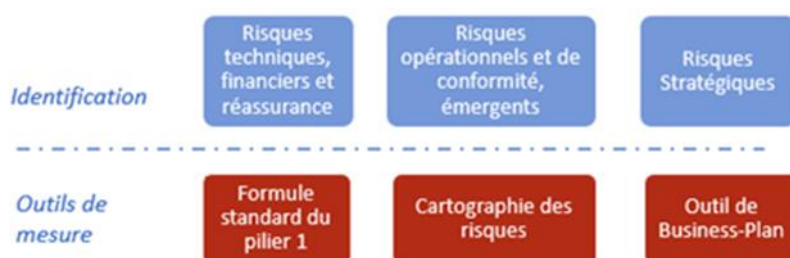 Identification
Risques
techniques,
financiers et
réassurance
Risques
opérationnels et de
conformité,
émergents
Risques
Stratégiques
Outils de
mesure
Formule
standard du
pilier 1
Cartographie des
risques
Outil de
Business-Plan